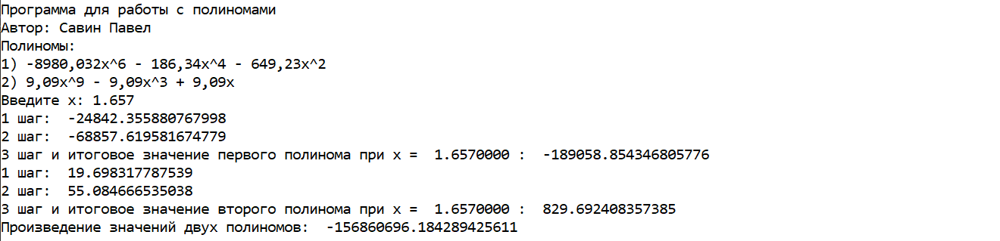 Программа для работы с полиномами
Автор: Савин Павел
Полиномы:
1) -8980,032x^6 - 186,34x^4 - 649,23x^2
2) 9,09x^9 - 9,09x^3 + 9,09x
Введите x: 1.657
1 шаг:  -24842.355880767998
2 шаг:  -68857.619581674779
3 шаг и итоговое значение первого полинома при x =  1.6570000 :  -189058.854346805776
1 шаг:  19.698317787539
2 шаг:  55.084666535038
3 шаг и итоговое значение второго полинома при x =  1.6570000 :  829.692408357385
Произведение значений двух полиномов:  -156860696.184289425611